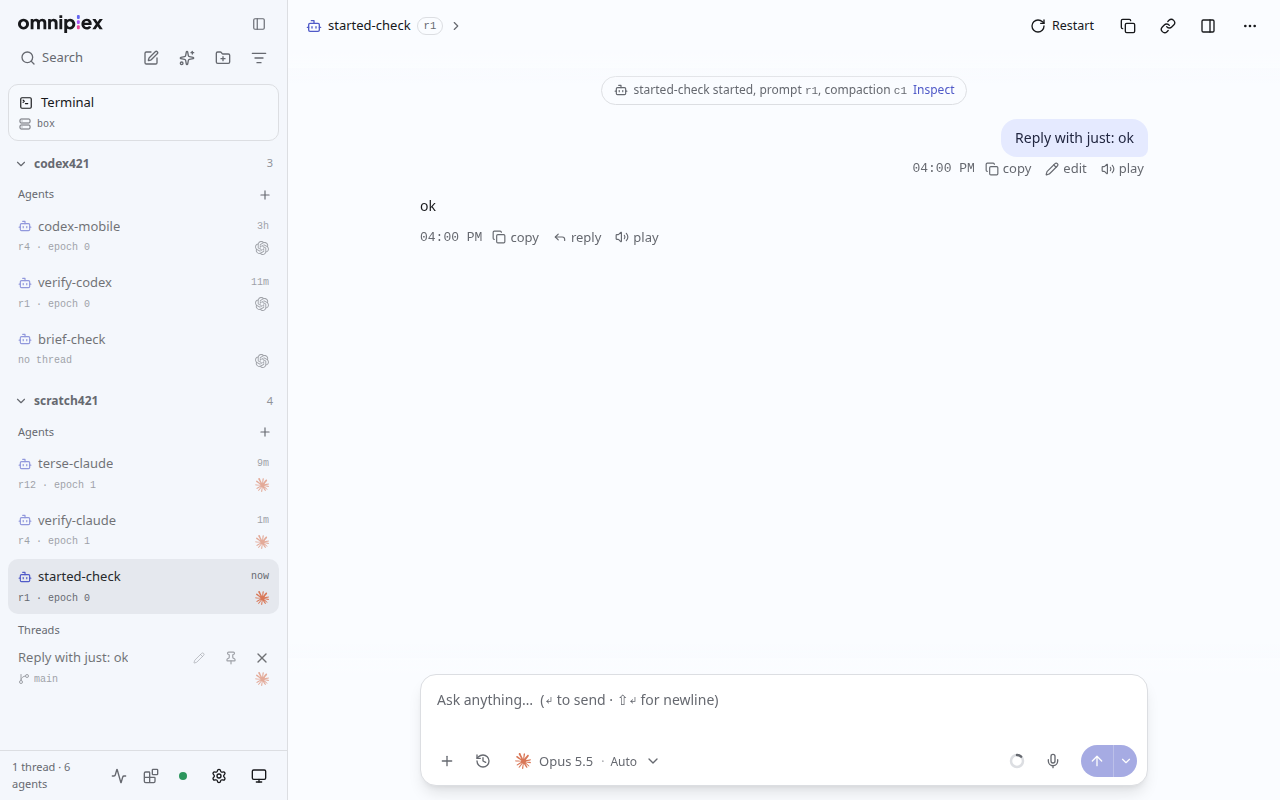 omniplex
Search
Terminal
box
codex421 3
Agents
codex-mobile 3h
r4 · epoch 0
verify-codex 11m
r1 · epoch 0
brief-check
no thread
scratch421 4
Agents
terse-claude 9m
r12 · epoch 1
verify-claude 1m
r4 · epoch 1
started-check now
r1 · epoch 0
Threads
Reply with just: ok
main
1 thread · 6
agents
started-check r1
Restart
started-check started, prompt r1, compaction c1 Inspect
Reply with just: ok
04:00 PM copy edit play
ok
04:00 PM copy reply play
Ask anything… (↵ to send · ⇧↵ for newline)
Opus 5.5 · Auto